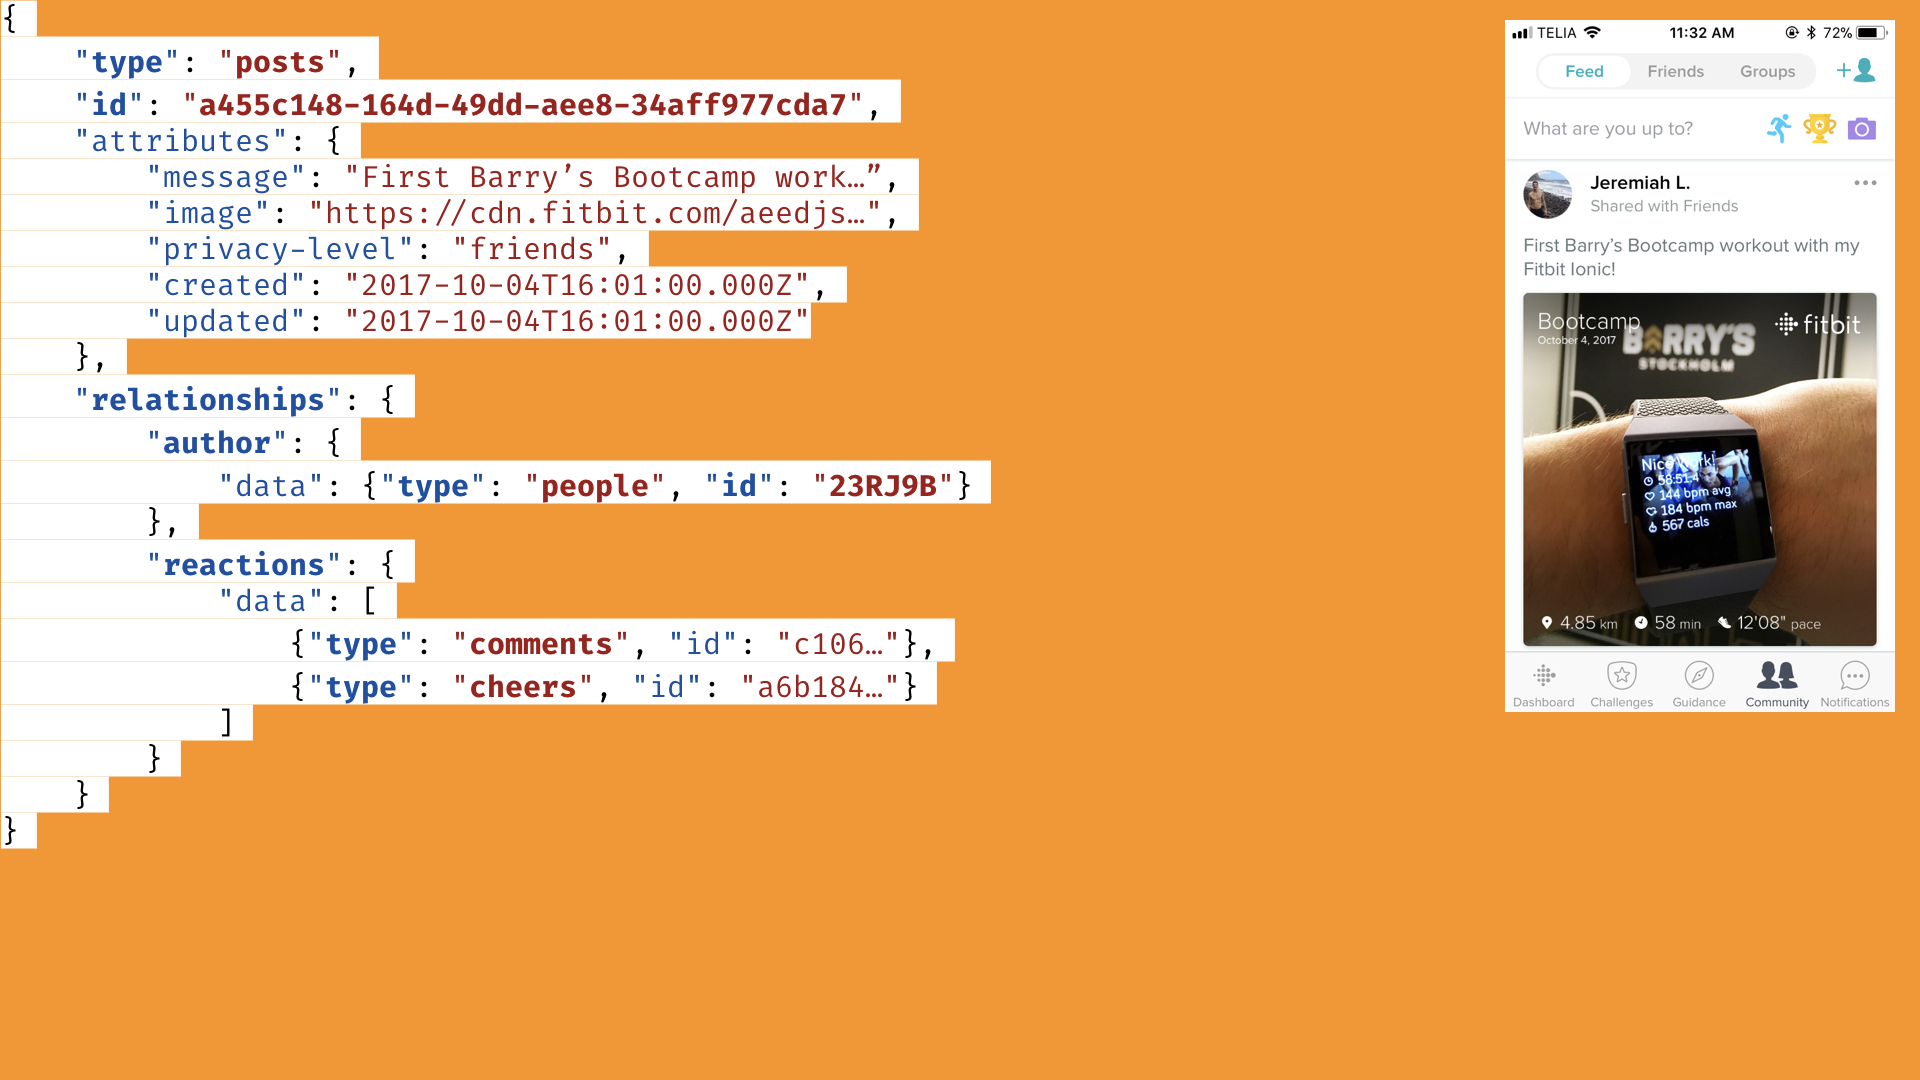 {
"type": "posts",
"id": "a455c148-164d-49dd-aee8-34aff977cda7",
"attributes": {
"message": "First Barry’s Bootcamp work…”,
"image": "https://cdn.fitbit.com/aeedjs…",
"privacy-level": "friends",
"created": "2017-10-04T16:01:00.000Z",
"updated": "2017-10-04T16:01:00.000Z"
},
"relationships": {
"author": {
"data": {"type": "people", "id": "23RJ9B"}
},
"reactions": {
"data": [
{"type": "comments", "id": "c106…"},
{"type": "cheers", "id": "a6b184…"}
]
}
}
}
TELIA 11:32 AM 72%
Feed Friends Groups
What are you up to?
Jeremiah L.
Shared with Friends
First Barry’s Bootcamp workout with my
Fitbit Ionic!
Bootcamp
October 4, 2017
fitbit
BARRY'S
STOCKHOLM
Nice work!
58:51.4
144 bpm avg
184 bpm max
567 cals
4.85 km 58 min 12'08" pace
Dashboard Challenges Guidance Community Notifications